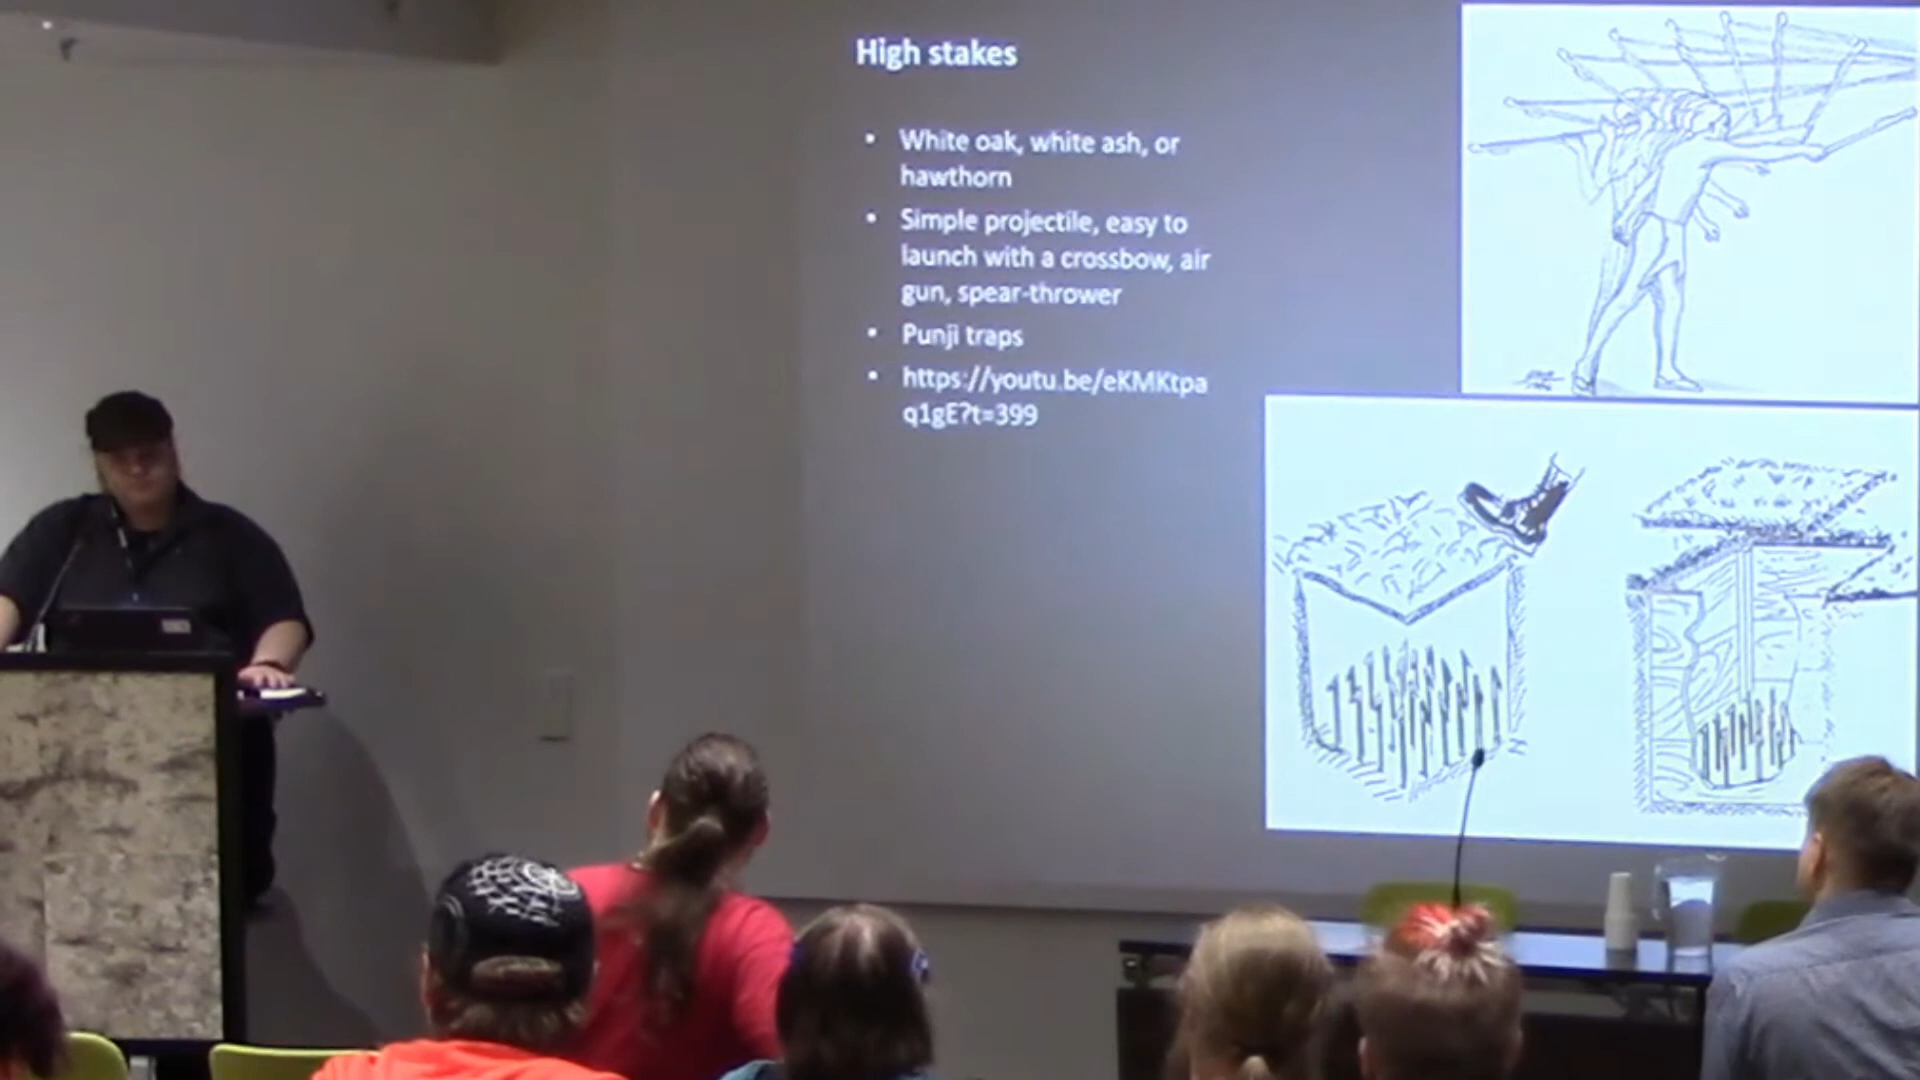 High stakes
• White oak, white ash, or
hawthorn
• Simple projectile, easy to
launch with a crossbow, air
gun, spear-thrower
• Punji traps
• https://youtu.be/eKMKtpa
q1gE?t=399